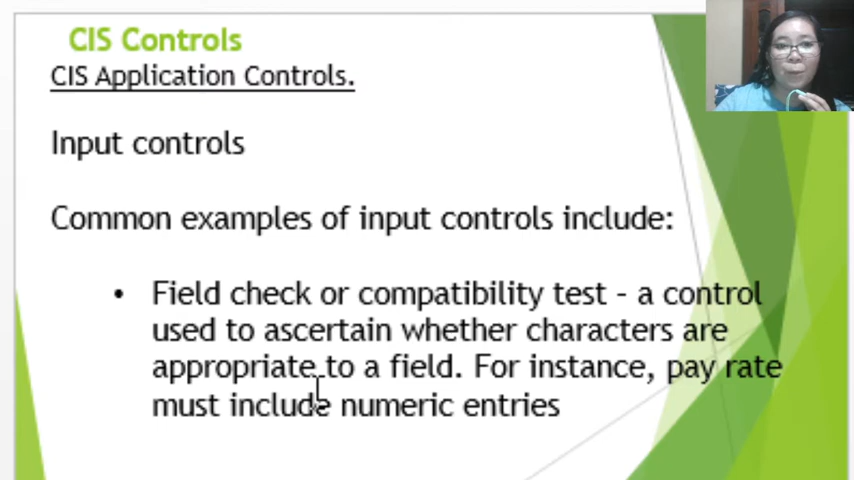 CIS Controls
CIS Application Controls.
Input controls
Common examples of input controls include:
• Field check or compatibility test – a control
used to ascertain whether characters are
appropriate to a field. For instance, pay rate
must include numeric entries